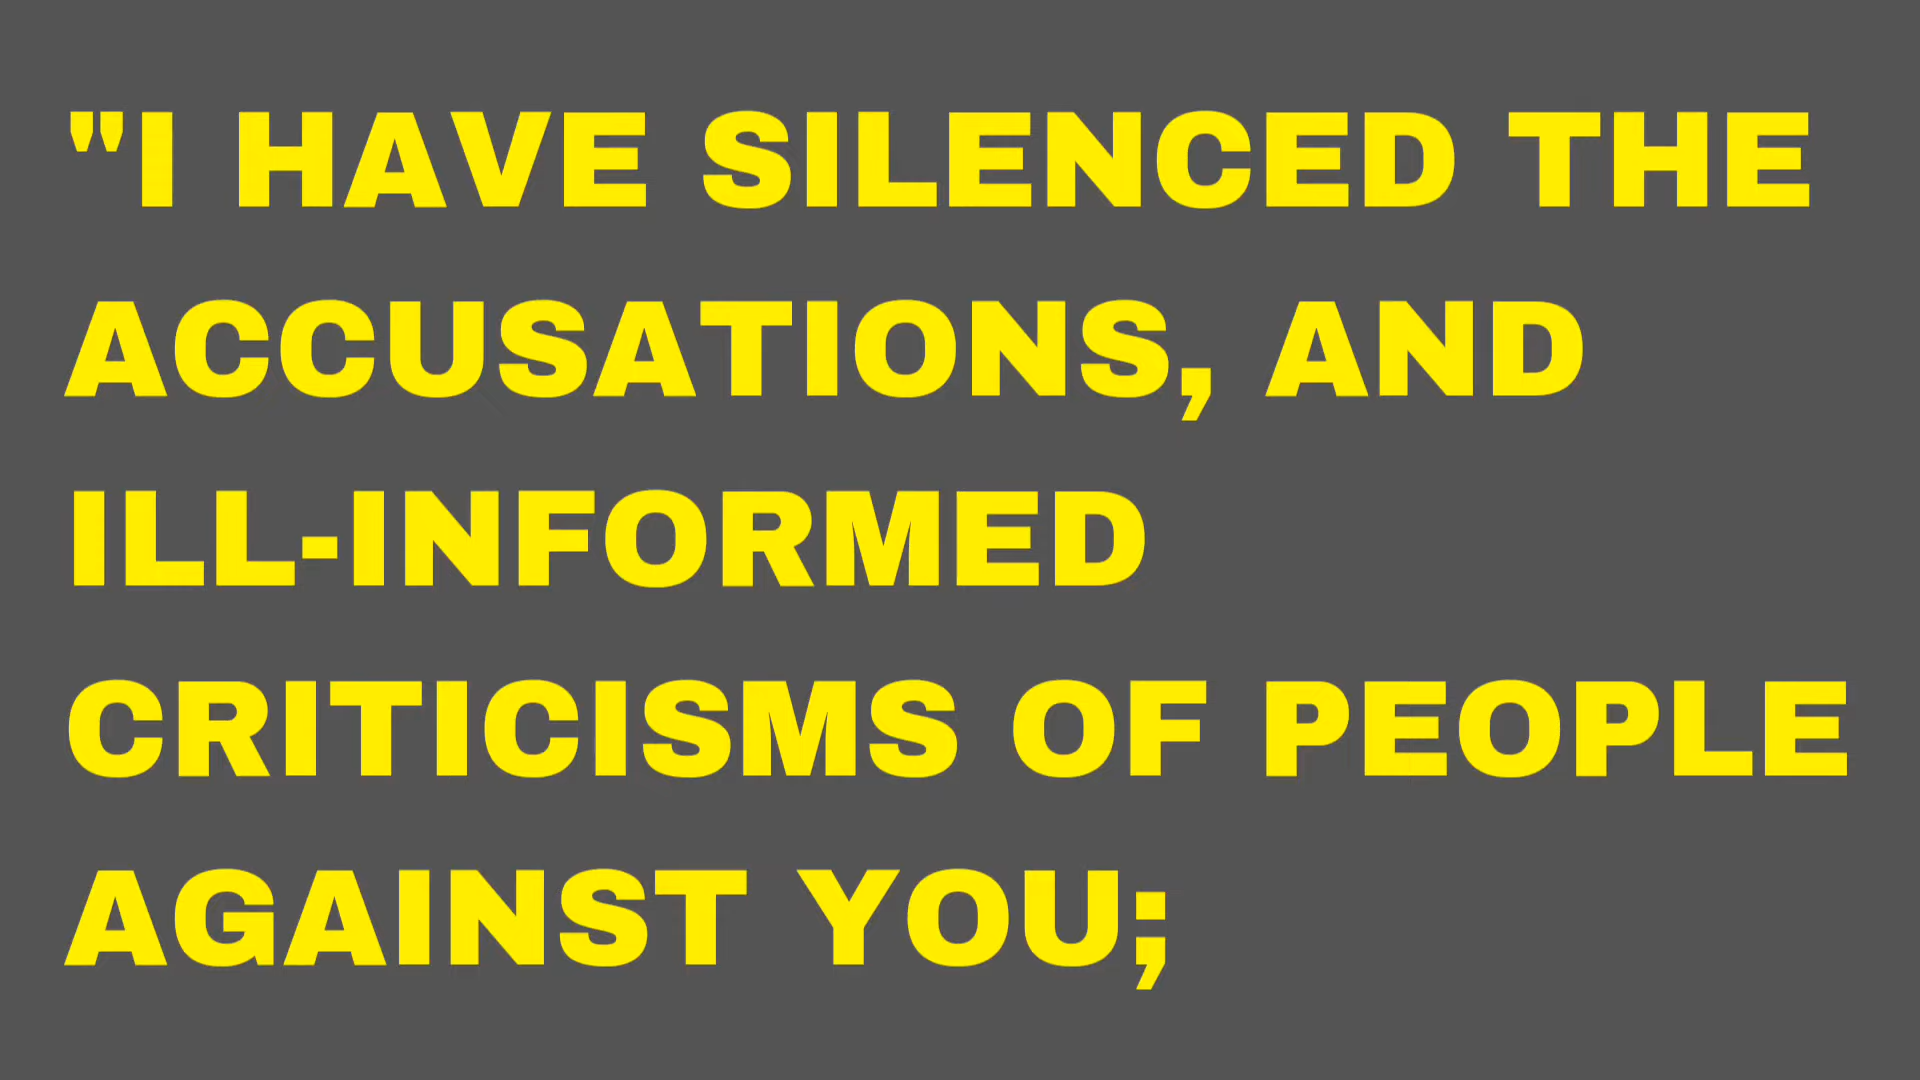 "I HAVE SILENCED THE
ACCUSATIONS, AND
ILL-INFORMED
CRITICISMS OF PEOPLE
AGAINST YOU;